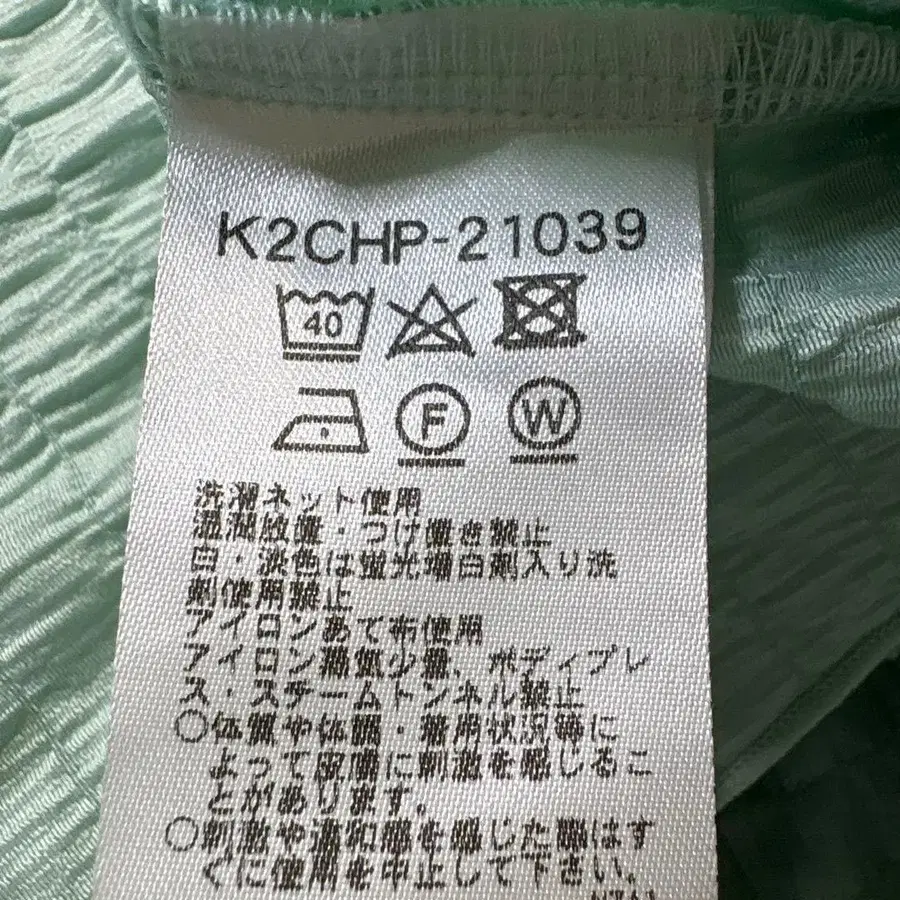 K2CHP-21039
40
F W
洗濯ネット使用
湿潤放置・つけ置き禁止
白・淡色は蛍光増白剤入り洗
剤使用禁止
アイロンあて布使用
アイロン蒸気少量、ボディプレ
ス・スチームトンネル禁止
○体質や体調・着用状況等に
よって皮膚に刺激を感じるこ
とがあります。
○刺激や違和感を感じた際はす
ぐに使用を中止して下さい。